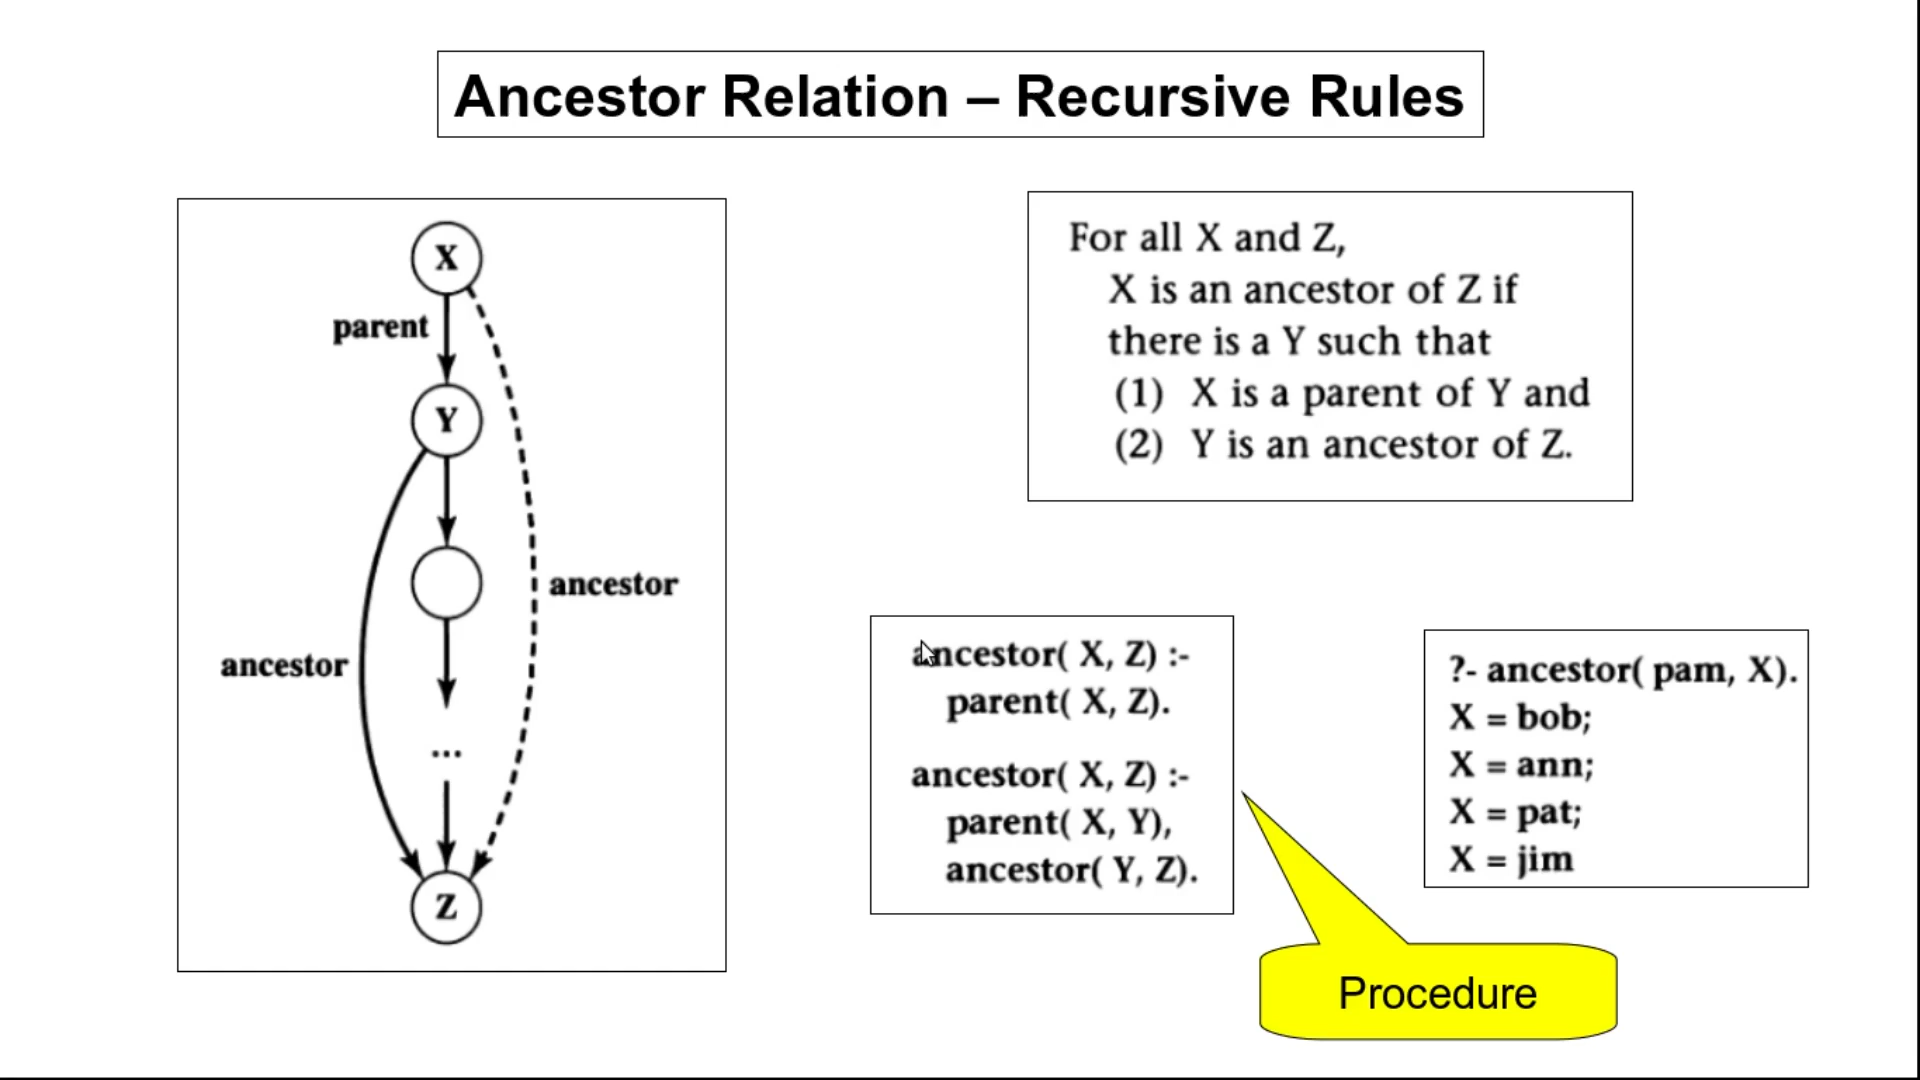 Ancestor Relation – Recursive Rules
X
parent
Y
ancestor
ancestor
...
Z
For all X and Z,
X is an ancestor of Z if
there is a Y such that
(1) X is a parent of Y and
(2) Y is an ancestor of Z.
ancestor( X, Z) :-
parent( X, Z).
ancestor( X, Z) :-
parent( X, Y),
ancestor( Y, Z).
?- ancestor( pam, X).
X = bob;
X = ann;
X = pat;
X = jim
Procedure